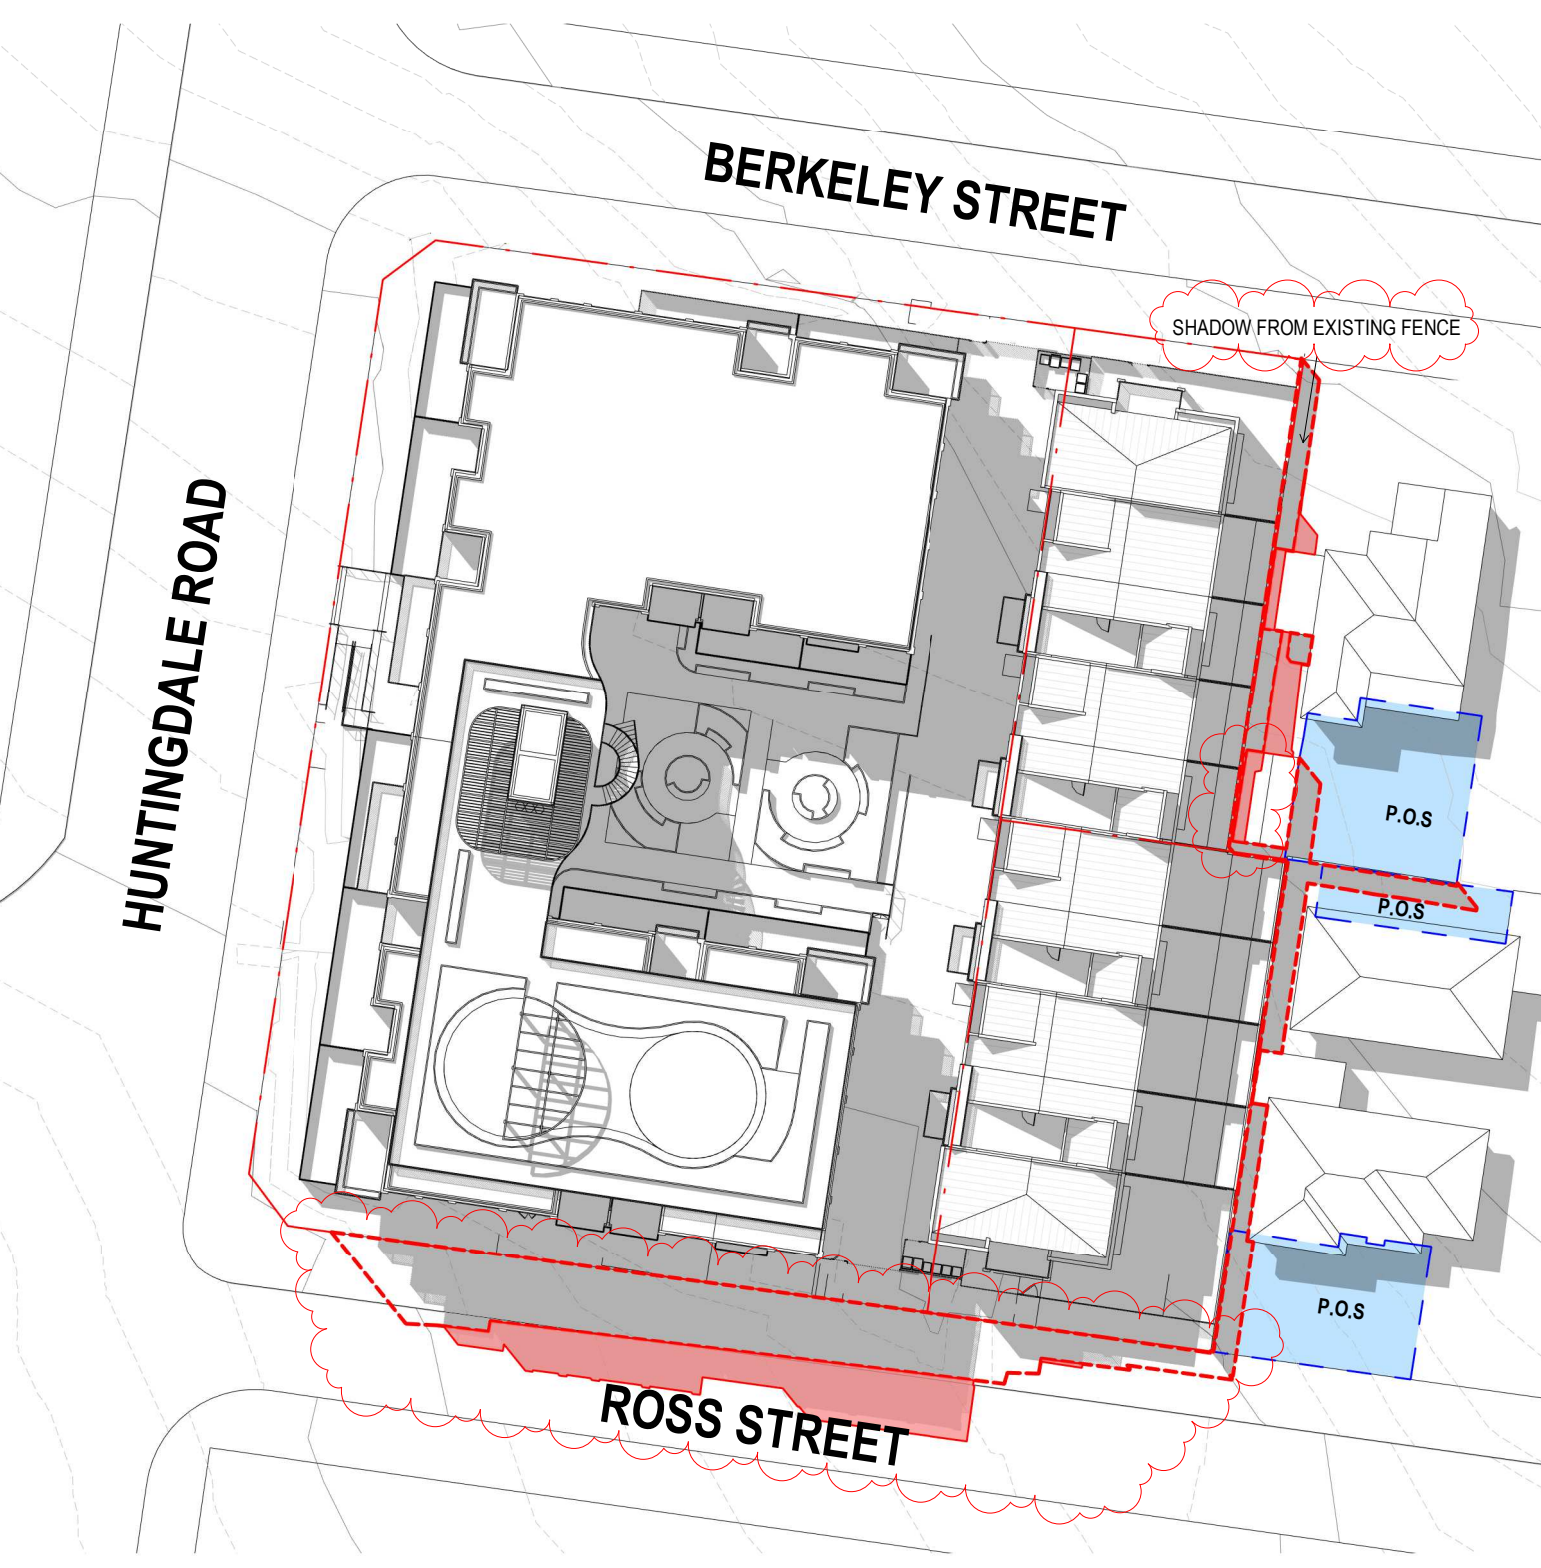 BERKELEY STREET
SHADOW FROM EXISTING FENCE
HUNTINGDALE ROAD
P.O.S
P.O.S
P.O.S
ROSS STREET